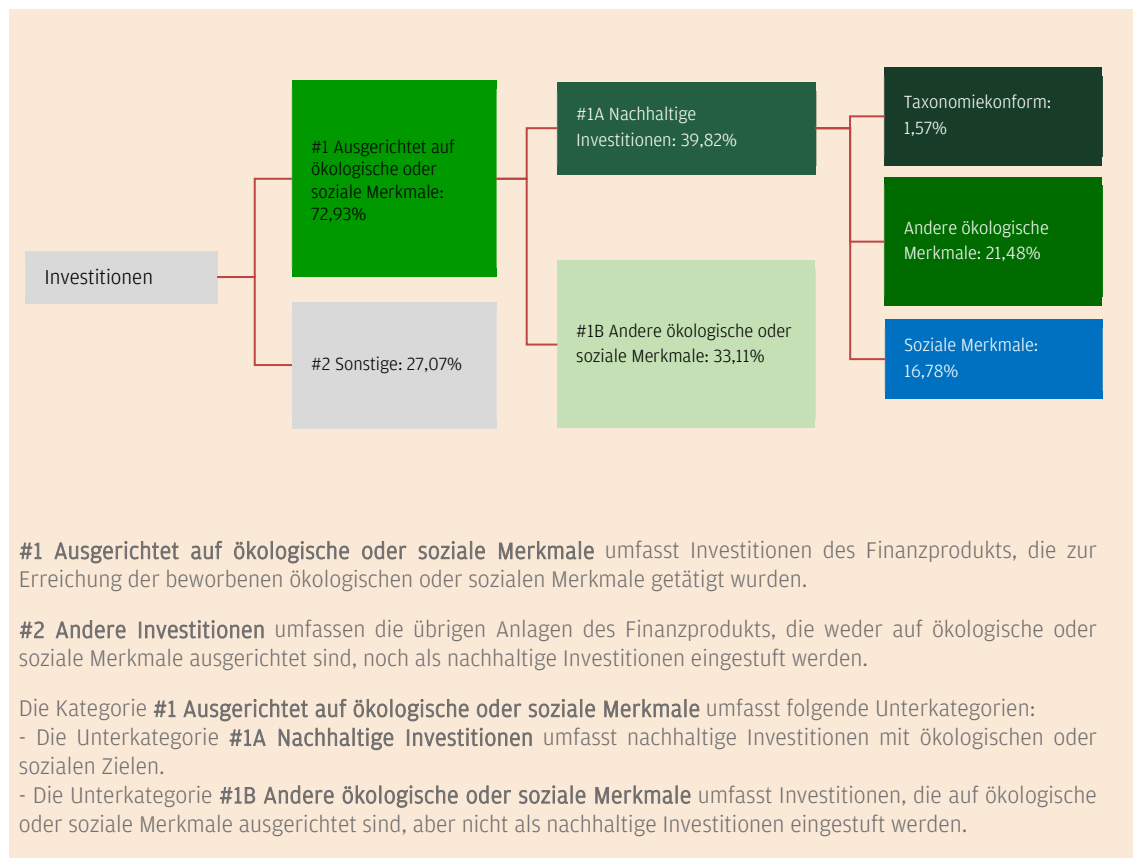 Investitionen
#1 Ausgerichtet auf
ökologische oder
soziale Merkmale:
72,93%
#2 Sonstige: 27,07%
#1A Nachhaltige
Investitionen: 39,82%
#1B Andere ökologische oder
soziale Merkmale: 33,11%
Taxonomiekonform:
1,57%
Andere ökologische
Merkmale: 21,48%
Soziale Merkmale:
16,78%
#1 Ausgerichtet auf ökologische oder soziale Merkmale umfasst Investitionen des Finanzprodukts, die zur
Erreichung der beworbenen ökologischen oder sozialen Merkmale getätigt wurden.
#2 Andere Investitionen umfassen die übrigen Anlagen des Finanzprodukts, die weder auf ökologische oder
soziale Merkmale ausgerichtet sind, noch als nachhaltige Investitionen eingestuft werden.
Die Kategorie #1 Ausgerichtet auf ökologische oder soziale Merkmale umfasst folgende Unterkategorien:
- Die Unterkategorie #1A Nachhaltige Investitionen umfasst nachhaltige Investitionen mit ökologischen oder
sozialen Zielen.
- Die Unterkategorie #1B Andere ökologische oder soziale Merkmale umfasst Investitionen, die auf ökologische
oder soziale Merkmale ausgerichtet sind, aber nicht als nachhaltige Investitionen eingestuft werden.